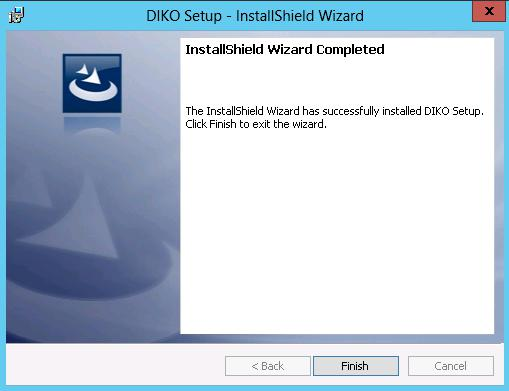 DIKO Setup - InstallShield Wizard
X
InstallShield Wizard Completed
The InstallShield Wizard has successfully installed DIKO Setup.
Click Finish to exit the wizard.
< Back
Finish
Cancel